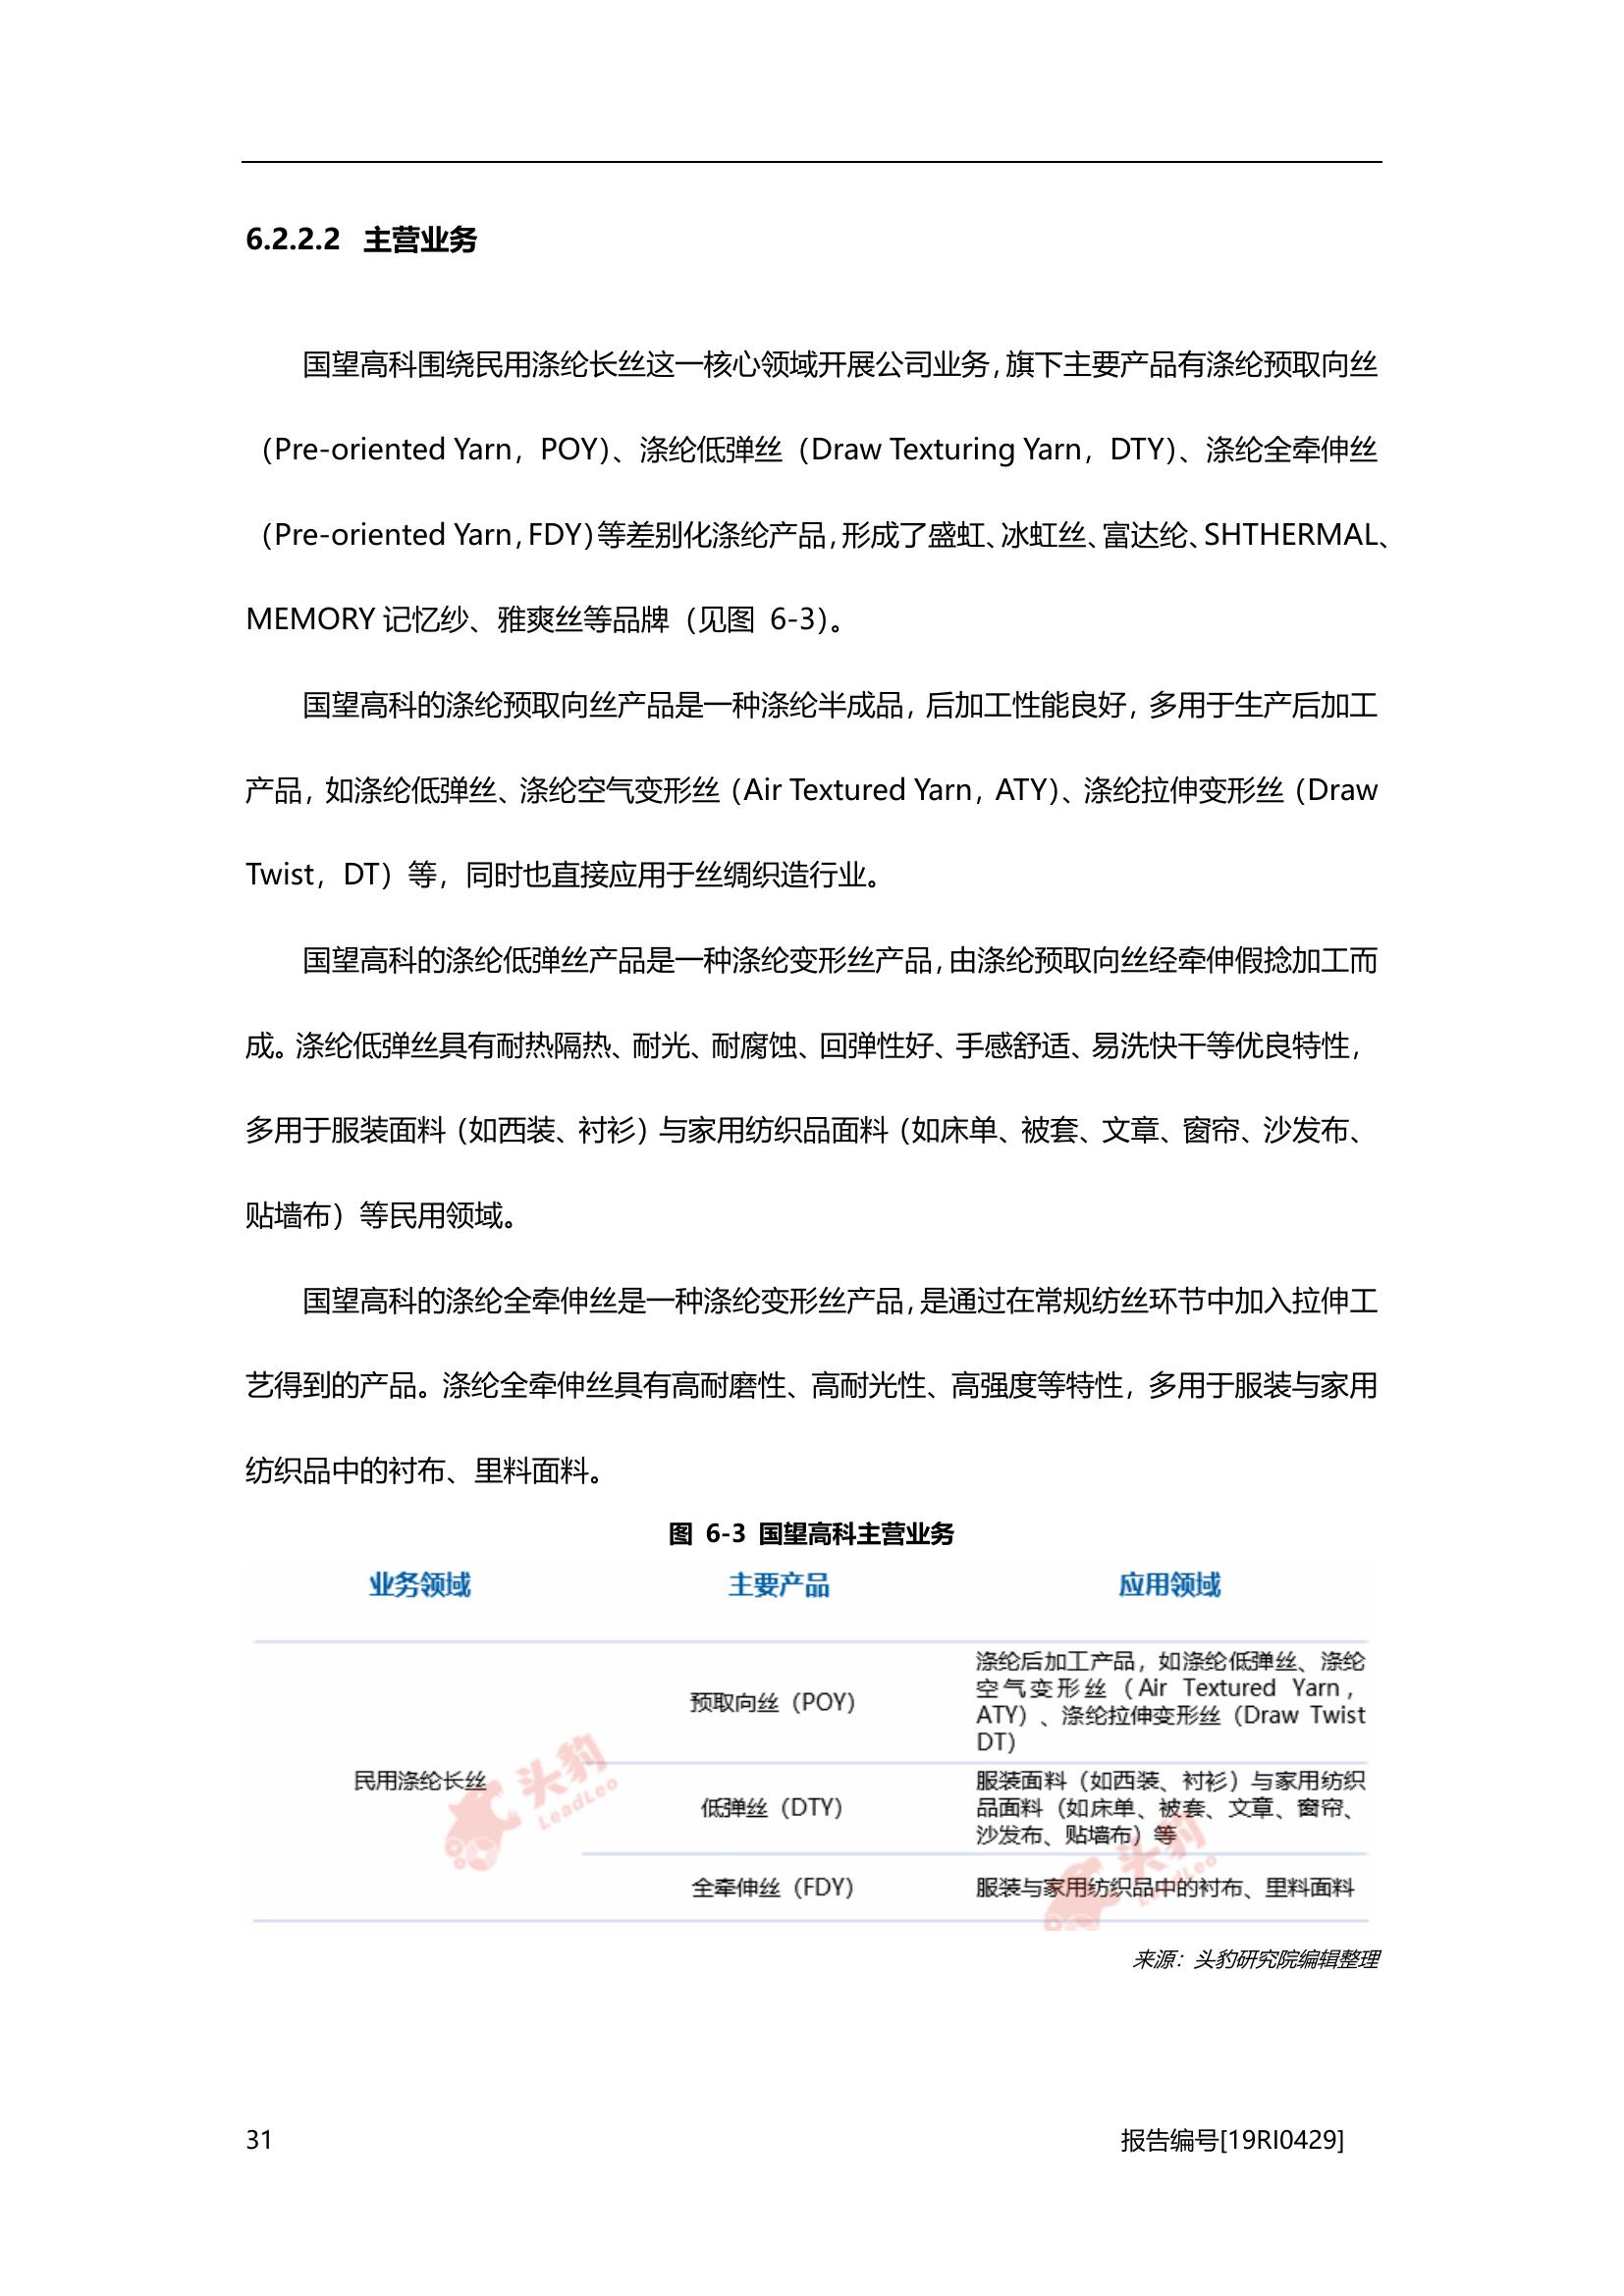 6.2.2.2 主营业务
国望高科围绕民用涤纶长丝这一核心领域开展公司业务，旗下主要产品有涤纶预取向丝
（Pre-oriented Yarn，POY）、涤纶低弹丝（Draw Texturing Yarn，DTY）、涤纶全牵伸丝
（Pre-oriented Yarn，FDY）等差别化涤纶产品，形成了盛虹、冰虹丝、富达纶、SHTHERMAL、
MEMORY 记忆纱、雅爽丝等品牌（见图 6-3）。
国望高科的涤纶预取向丝产品是一种涤纶半成品，后加工性能良好，多用于生产后加工
产品，如涤纶低弹丝、涤纶空气变形丝（Air Textured Yarn，ATY）、涤纶拉伸变形丝（Draw
Twist，DT）等，同时也直接应用于丝绸织造行业。
国望高科的涤纶低弹丝产品是一种涤纶变形丝产品，由涤纶预取向丝经牵伸假捻加工而
成。涤纶低弹丝具有耐热隔热、耐光、耐腐蚀、回弹性好、手感舒适、易洗快干等优良特性，
多用于服装面料（如西装、衬衫）与家用纺织品面料（如床单、被套、文章、窗帘、沙发布、
贴墙布）等民用领域。
国望高科的涤纶全牵伸丝是一种涤纶变形丝产品，是通过在常规纺丝环节中加入拉伸工
艺得到的产品。涤纶全牵伸丝具有高耐磨性、高耐光性、高强度等特性，多用于服装与家用
纺织品中的衬布、里料面料。
图 6-3 国望高科主营业务
业务领域 主要产品 应用领域
民用涤纶长丝
预取向丝（POY）
涤纶后加工产品，如涤纶低弹丝、涤纶
空气变形丝（Air Textured Yarn，
ATY）、涤纶拉伸变形丝（Draw Twist
DT）
低弹丝（DTY）
服装面料（如西装、衬衫）与家用纺织
品面料（如床单、被套、文章、窗帘、
沙发布、贴墙布）等
全牵伸丝（FDY）
服装与家用纺织品中的衬布、里料面料
头豹
LeadLeo
头豹
LeadLeo
来源：头豹研究院编辑整理
31 报告编号[19RI0429]